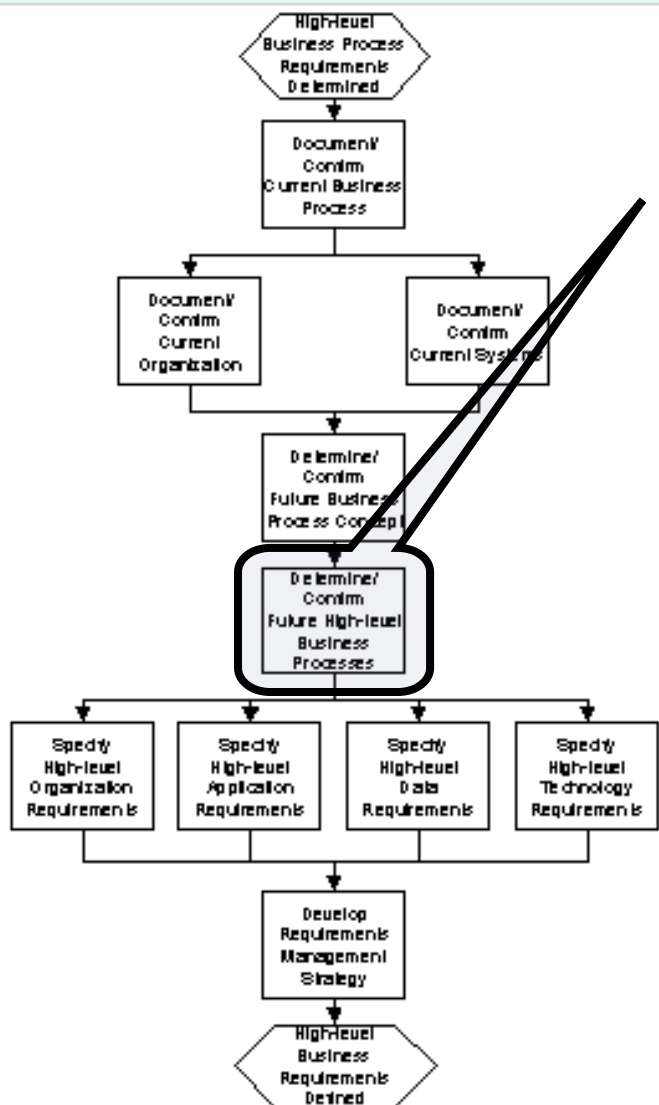 High-level
Business Process
Requirements
Determined
Document/
Confirm
Current Business
Process
Document/
Confirm
Current
Organization
Document/
Confirm
Current Systems
Determine/
Confirm
Future Business
Process Concept
Determine/
Confirm
Future High-level
Business
Processes
Specify
High-level
Organization
Requirements
Specify
High-level
Application
Requirements
Specify
High-level
Data
Requirements
Specify
High-level
Technology
Requirements
Develop
Requirements
Management
Strategy
High-level
Business
Requirements
Defined